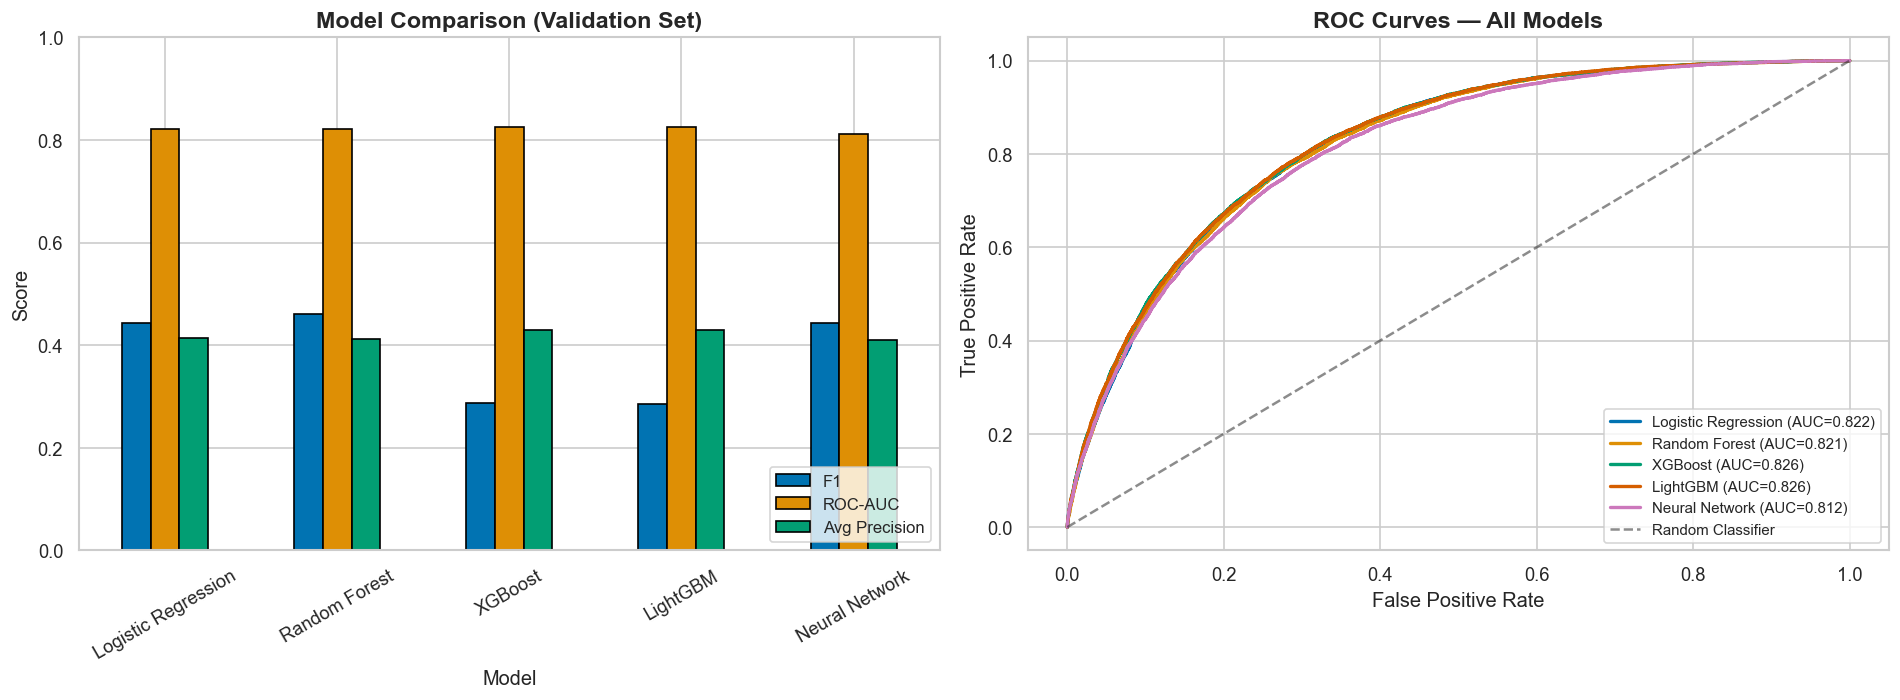 Model Comparison (Validation Set)
1.0
0.8
0.6
0.4
0.2
0.0
Score
Logistic Regression
Random Forest
XGBoost
LightGBM
Neural Network
Model
F1
ROC-AUC
Avg Precision
ROC Curves — All Models
1.0
0.8
0.6
0.4
0.2
0.0
True Positive Rate
0.0 0.2 0.4 0.6 0.8 1.0
False Positive Rate
Logistic Regression (AUC=0.822)
Random Forest (AUC=0.821)
XGBoost (AUC=0.826)
LightGBM (AUC=0.826)
Neural Network (AUC=0.812)
Random Classifier